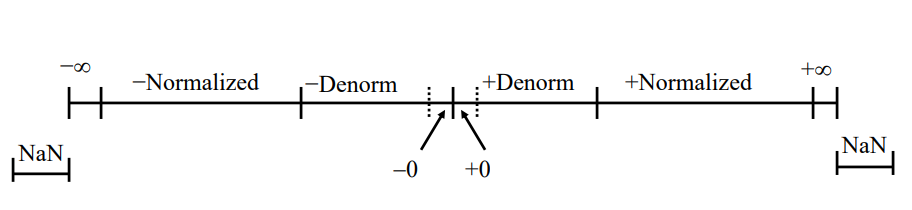 −∞ +∞
−Normalized −Denorm +Denorm +Normalized
NaN NaN
−0 +0